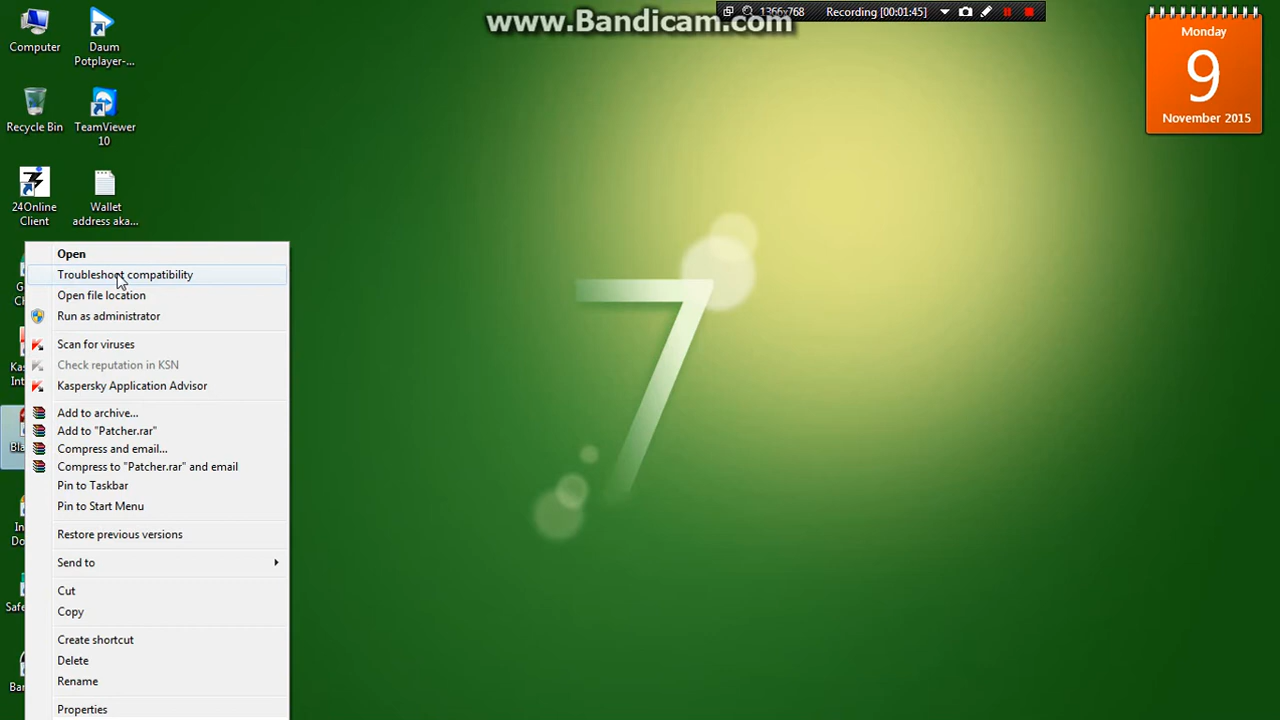 www.Bandicam.com
1366x768 Recording [00:01:45]
Monday
9
November 2015
Computer
Daum
Potplayer-...
Recycle Bin
TeamViewer
10
24Online
Client
Wallet
address aka...
Open
Troubleshoot compatibility
Open file location
Run as administrator
Scan for viruses
Check reputation in KSN
Kaspersky Application Advisor
Add to archive...
Add to "Patcher.rar"
Compress and email...
Compress to "Patcher.rar" and email
Pin to Taskbar
Pin to Start Menu
Restore previous versions
Send to
Cut
Copy
Create shortcut
Delete
Rename
Properties
7